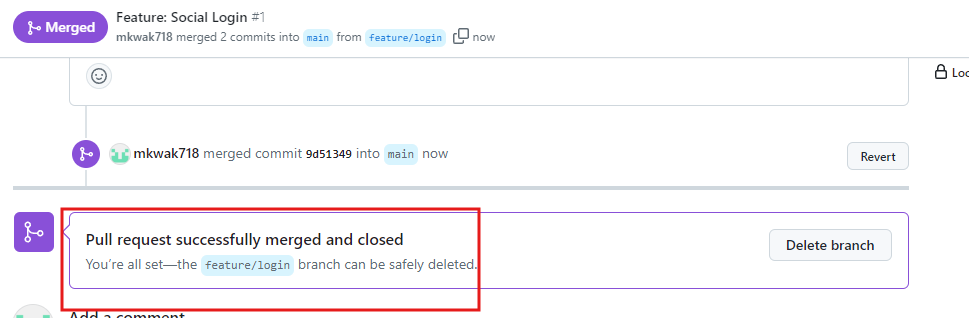 Merged
Feature: Social Login #1
mkwak718 merged 2 commits into main from feature/login now
mkwak718 merged commit 9d51349 into main now
Revert
Pull request successfully merged and closed
You're all set—the feature/login branch can be safely deleted.
Delete branch
Add a comment